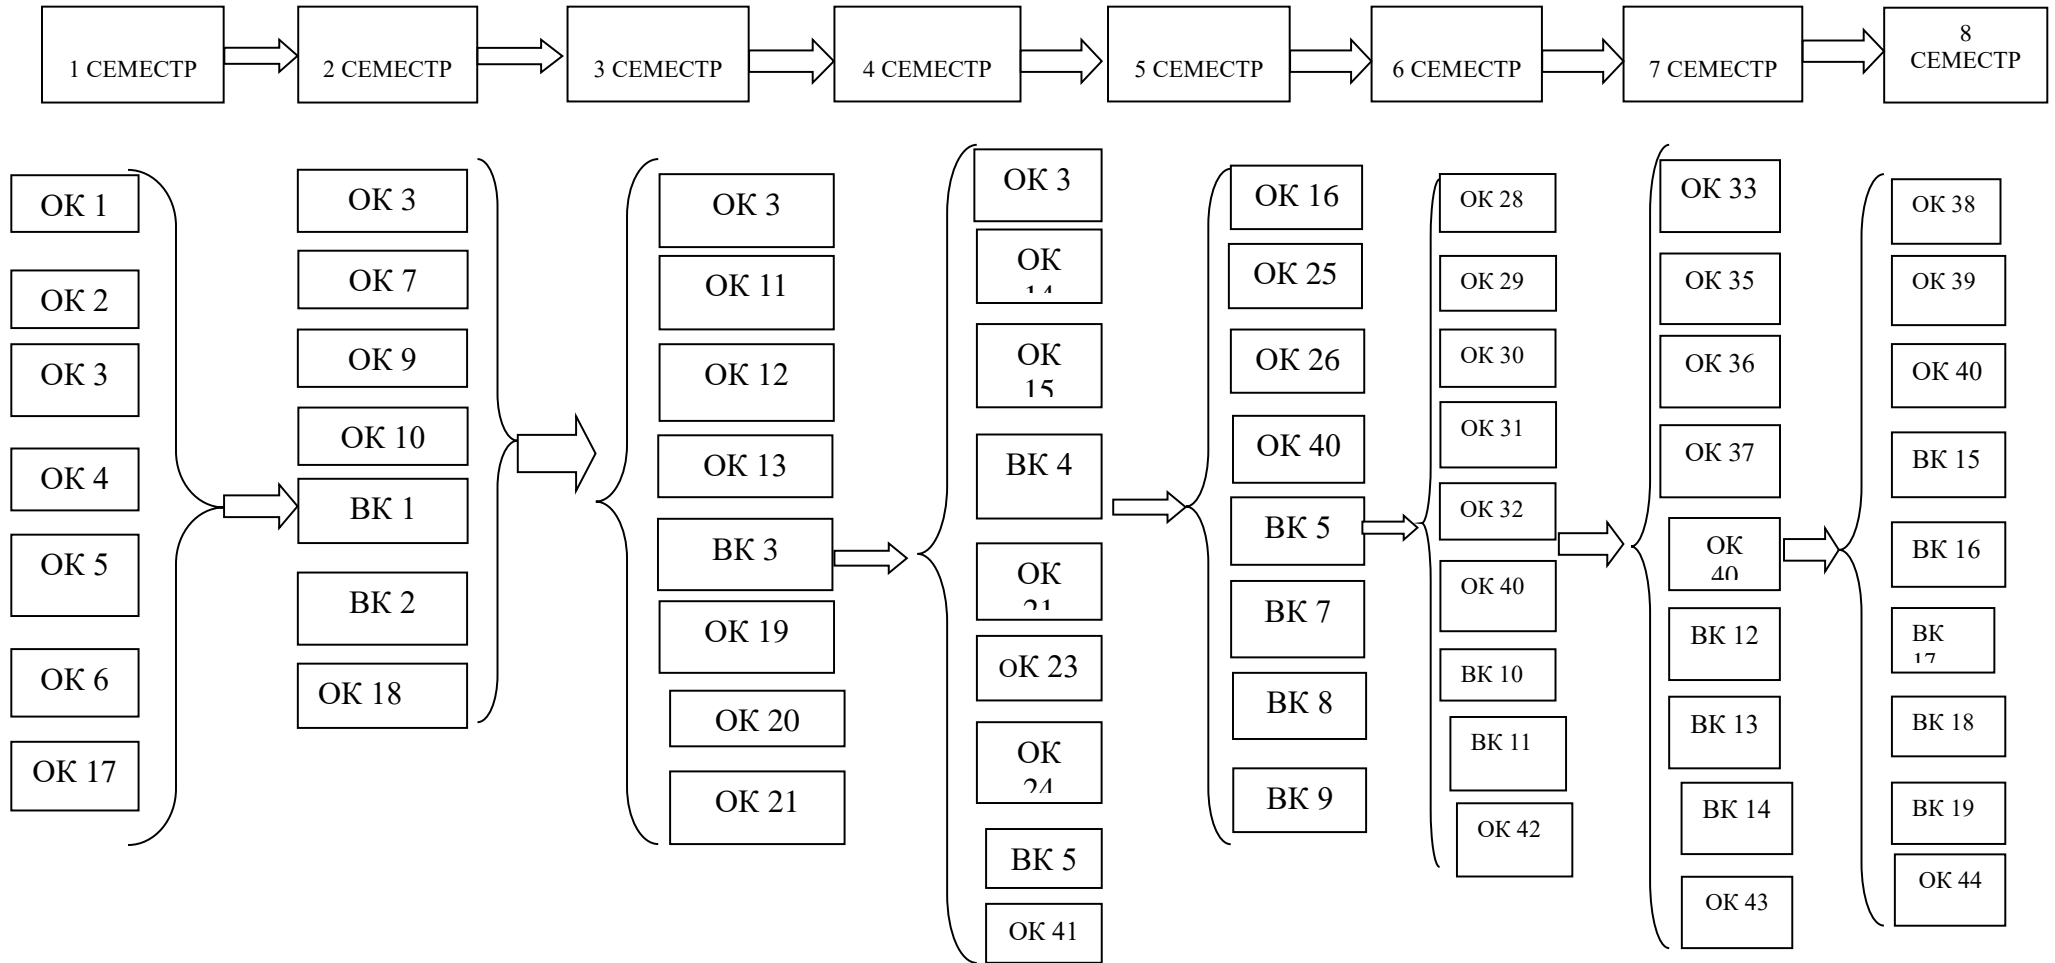 1 СЕМЕСТР
2 СЕМЕСТР
3 СЕМЕСТР
4 СЕМЕСТР
5 СЕМЕСТР
6 СЕМЕСТР
7 СЕМЕСТР
8
СЕМЕСТР
ОК 1
ОК 2
ОК 3
ОК 4
ОК 5
ОК 6
ОК 17
ОК 3
ОК 7
ОК 9
ОК 10
ВК 1
ВК 2
ОК 18
ОК 3
ОК 11
ОК 12
ОК 13
ВК 3
ОК 19
ОК 20
ОК 21
ОК 3
ОК
14
ОК
15
ВК 4
ОК
21
оК 23
ОК
24
ВК 5
ОК 41
ОК 16
ОК 25
ОК 26
ОК 40
ВК 5
ВК 7
ВК 8
ВК 9
ОК 28
ОК 29
ОК 30
ОК 31
ОК 32
ОК 40
ВК 10
ВК 11
ОК 42
ОК 33
ОК 35
ОК 36
ОК 37
ОК
40
ВК 12
ВК 13
ВК 14
ОК 43
ОК 38
ОК 39
ОК 40
ВК 15
ВК 16
ВК
17
ВК 18
ВК 19
ОК 44